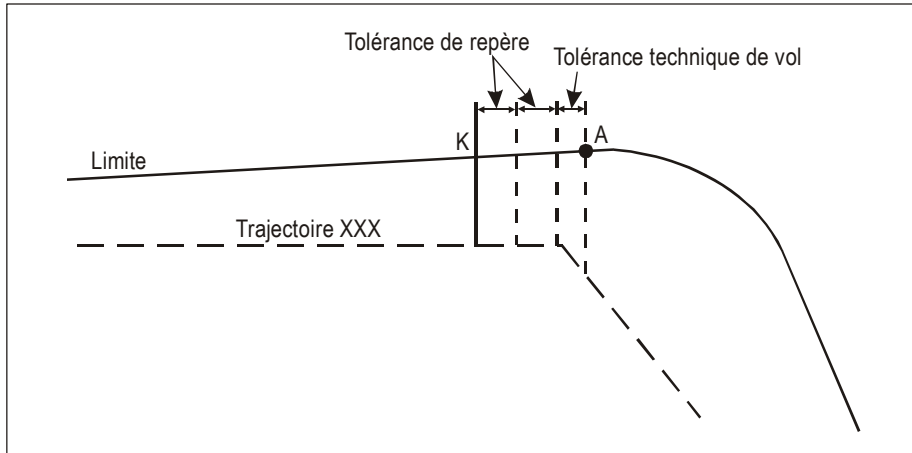 Tolérance de repère
Tolérance technique de vol
K
A
Limite
Trajectoire XXX